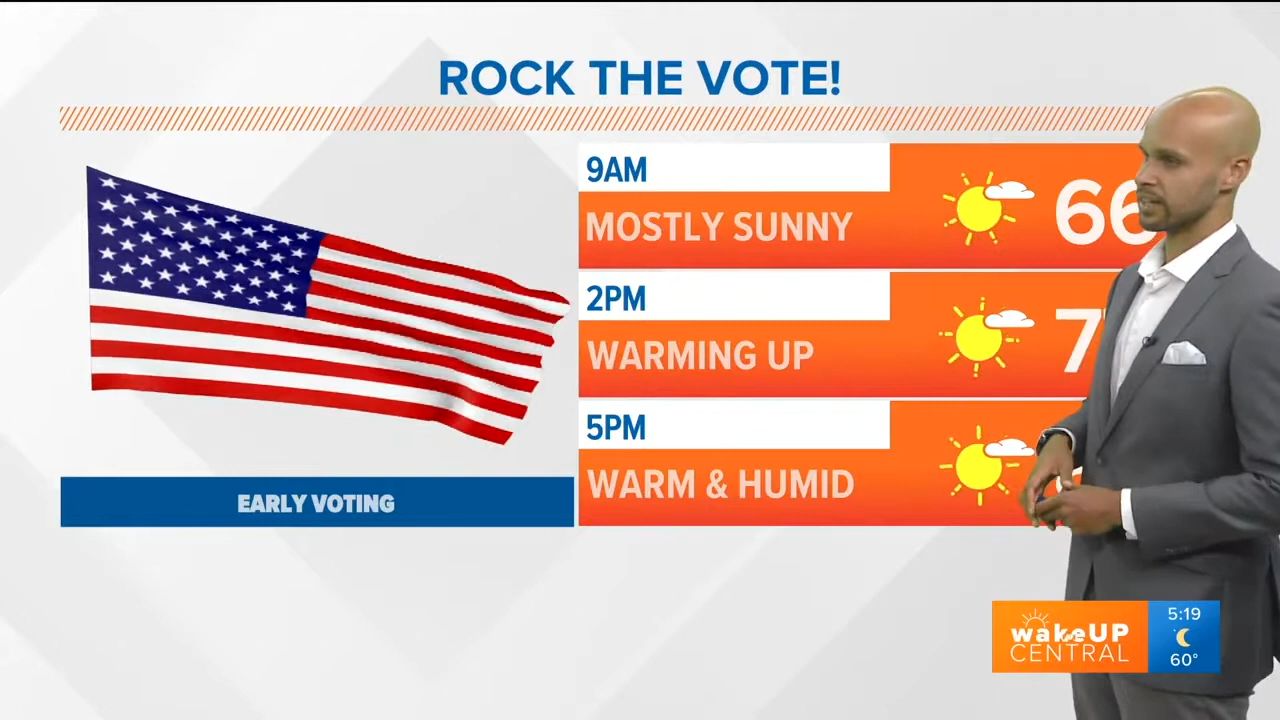 ROCK THE VOTE!
9AM
MOSTLY SUNNY
66
2PM
WARMING UP
5PM
WARM & HUMID
EARLY VOTING
wakeUP
CENTRAL
5:19
60°